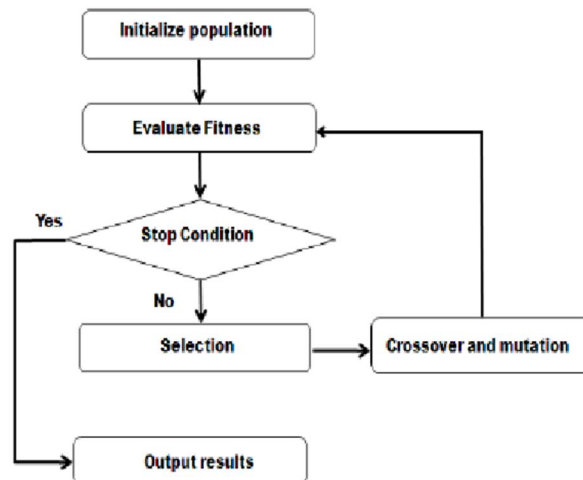 Initialize population
Evaluate Fitness
Yes
Stop Condition
No
Selection
Crossover and mutation
Output results